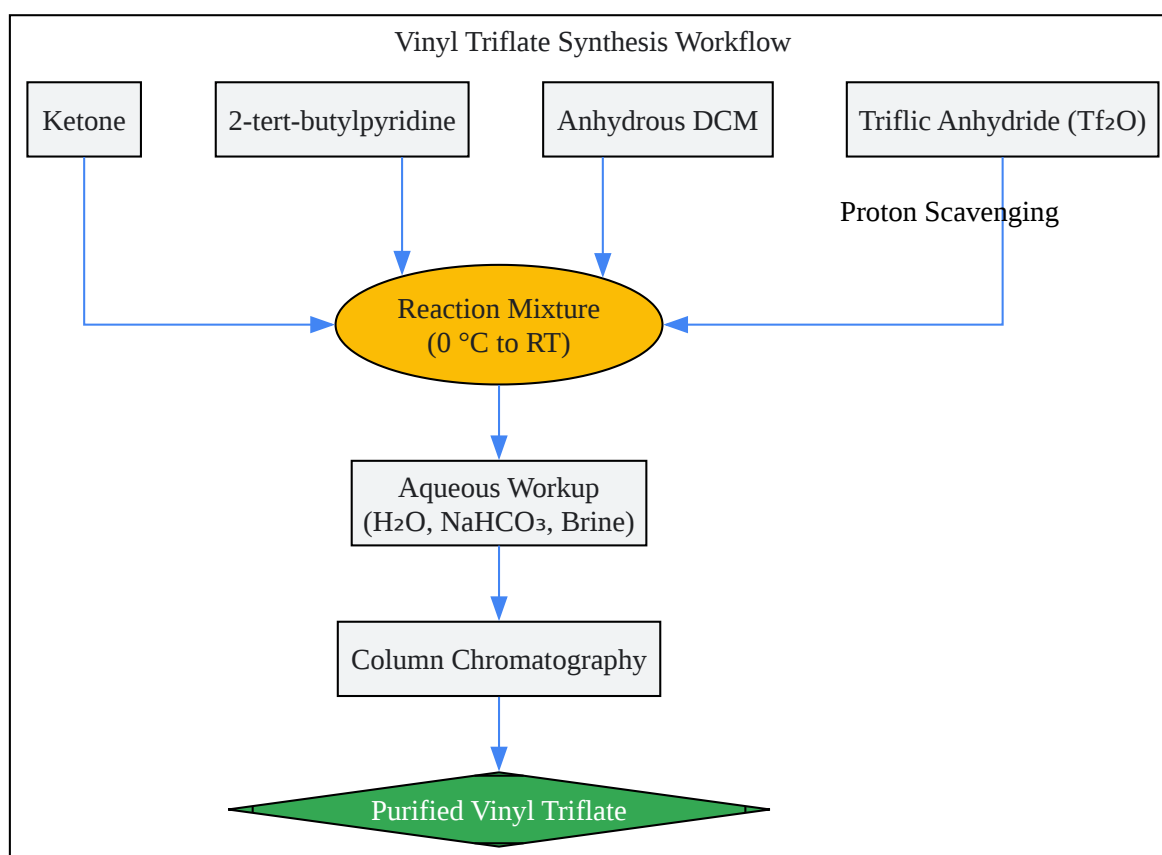 Vinyl Triflate Synthesis Workflow
Ketone
2-tert-butylpyridine
Anhydrous DCM
Triflic Anhydride (Tf₂O)
Proton Scavenging
Reaction Mixture
(0 °C to RT)
Aqueous Workup
(H₂O, NaHCO₃, Brine)
Column Chromatography
Purified Vinyl Triflate